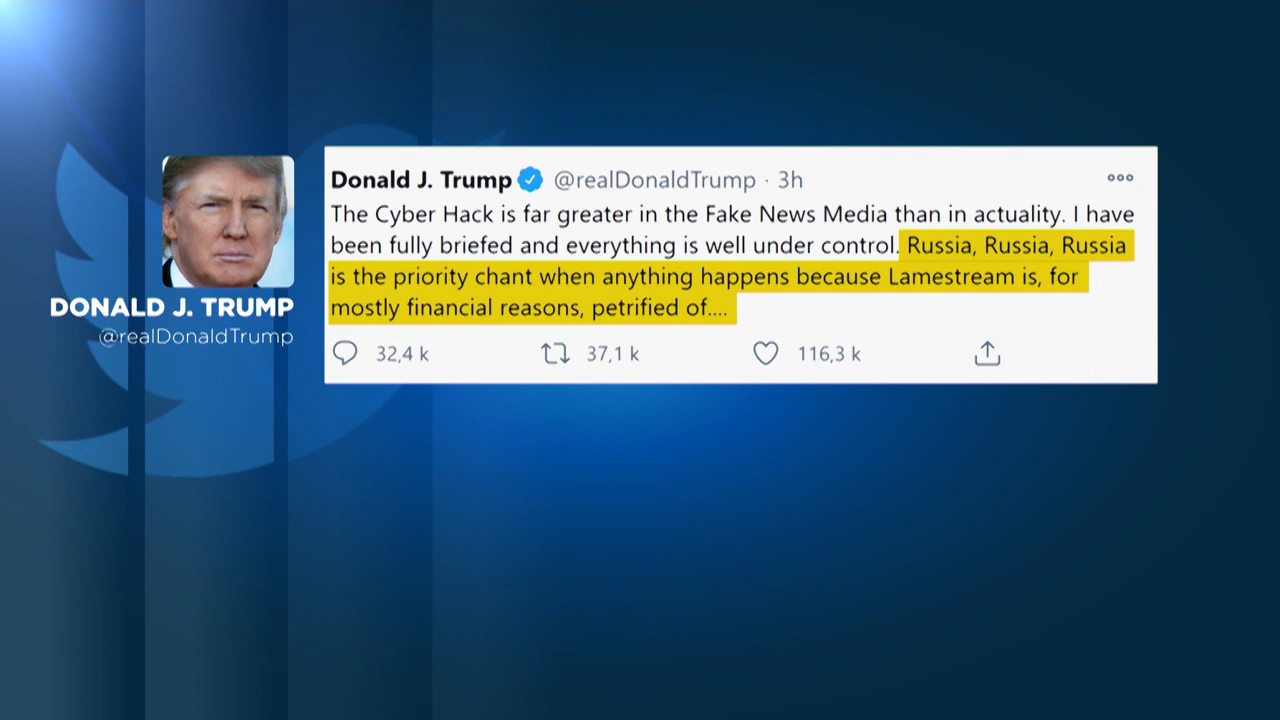 DONALD J. TRUMP
@realDonaldTrump
Donald J. Trump @realDonaldTrump · 3h
The Cyber Hack is far greater in the Fake News Media than in actuality. I have
been fully briefed and everything is well under control. Russia, Russia, Russia
is the priority chant when anything happens because Lamestream is, for
mostly financial reasons, petrified of....
32,4 k 37,1 k 116,3 k